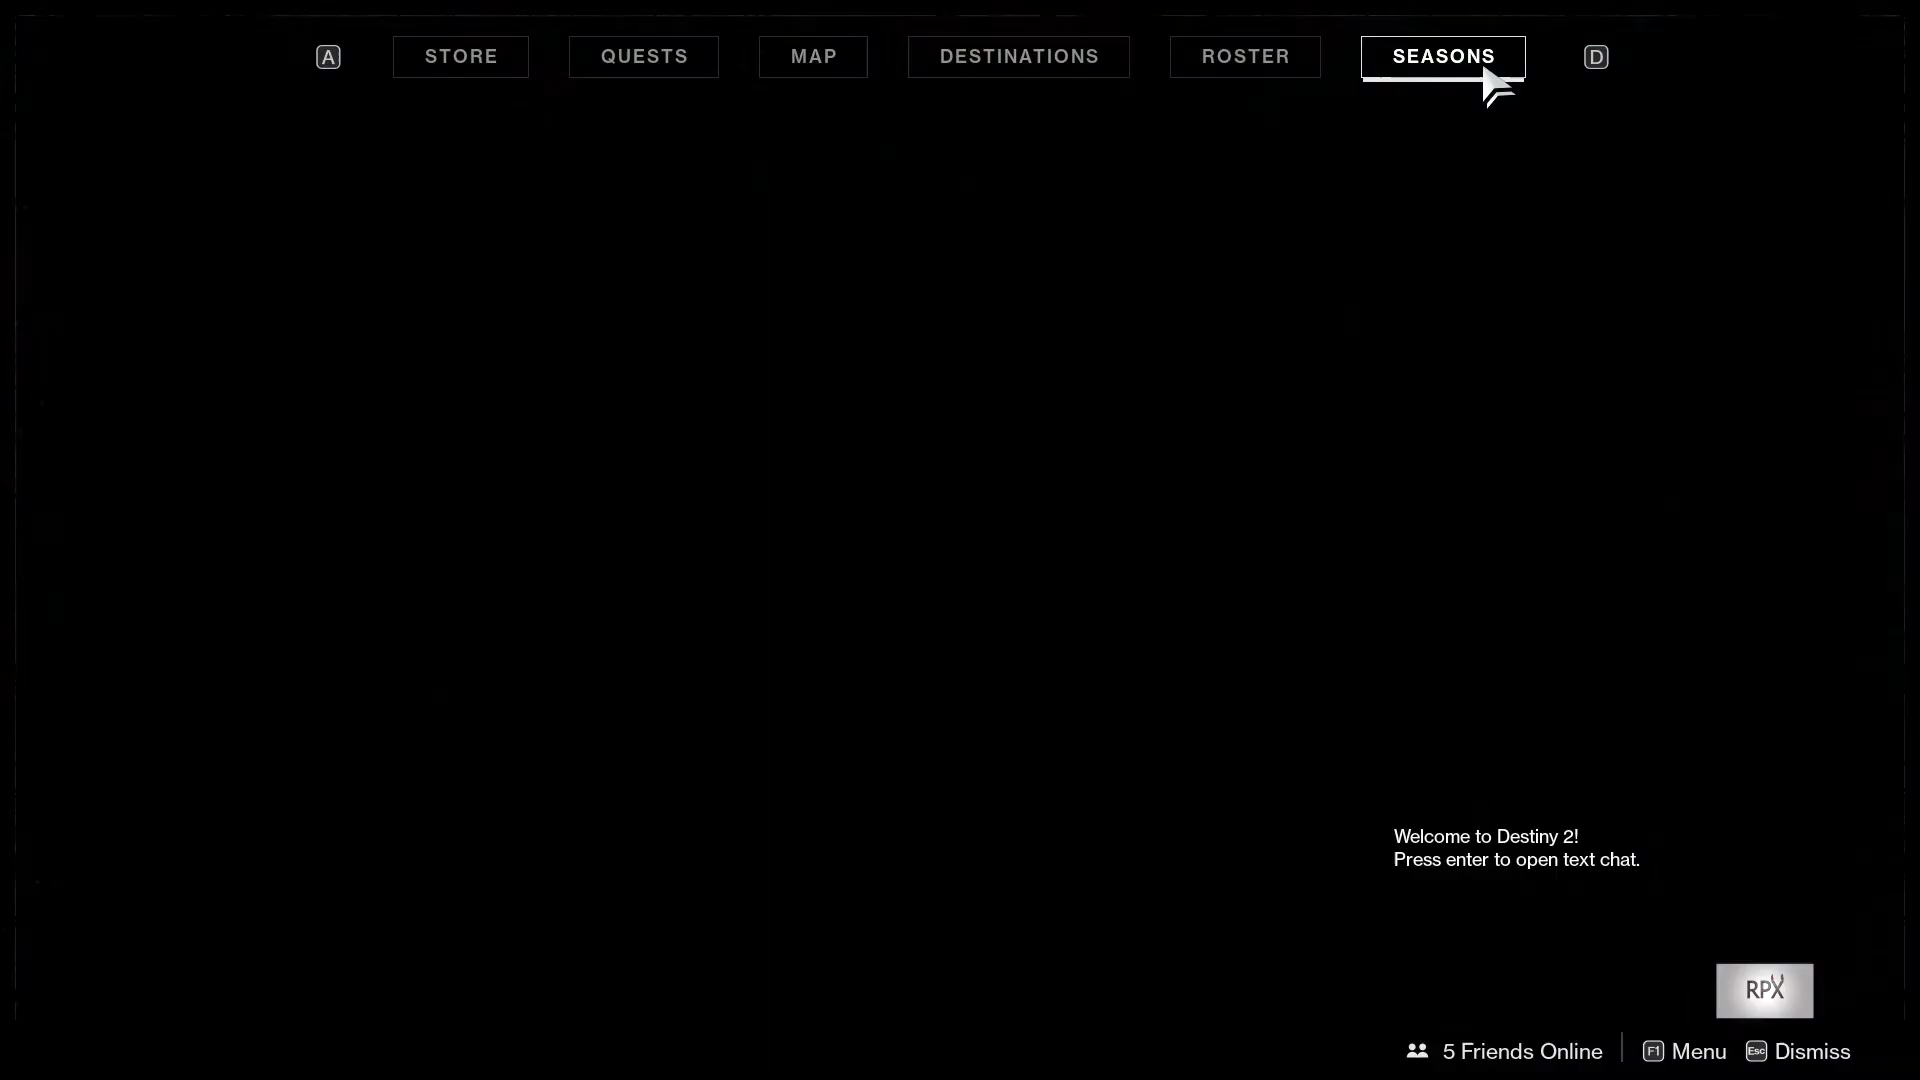 A STORE QUESTS MAP DESTINATIONS ROSTER SEASONS D
Welcome to Destiny 2!
Press enter to open text chat.
RPX
5 Friends Online F1 Menu Esc Dismiss